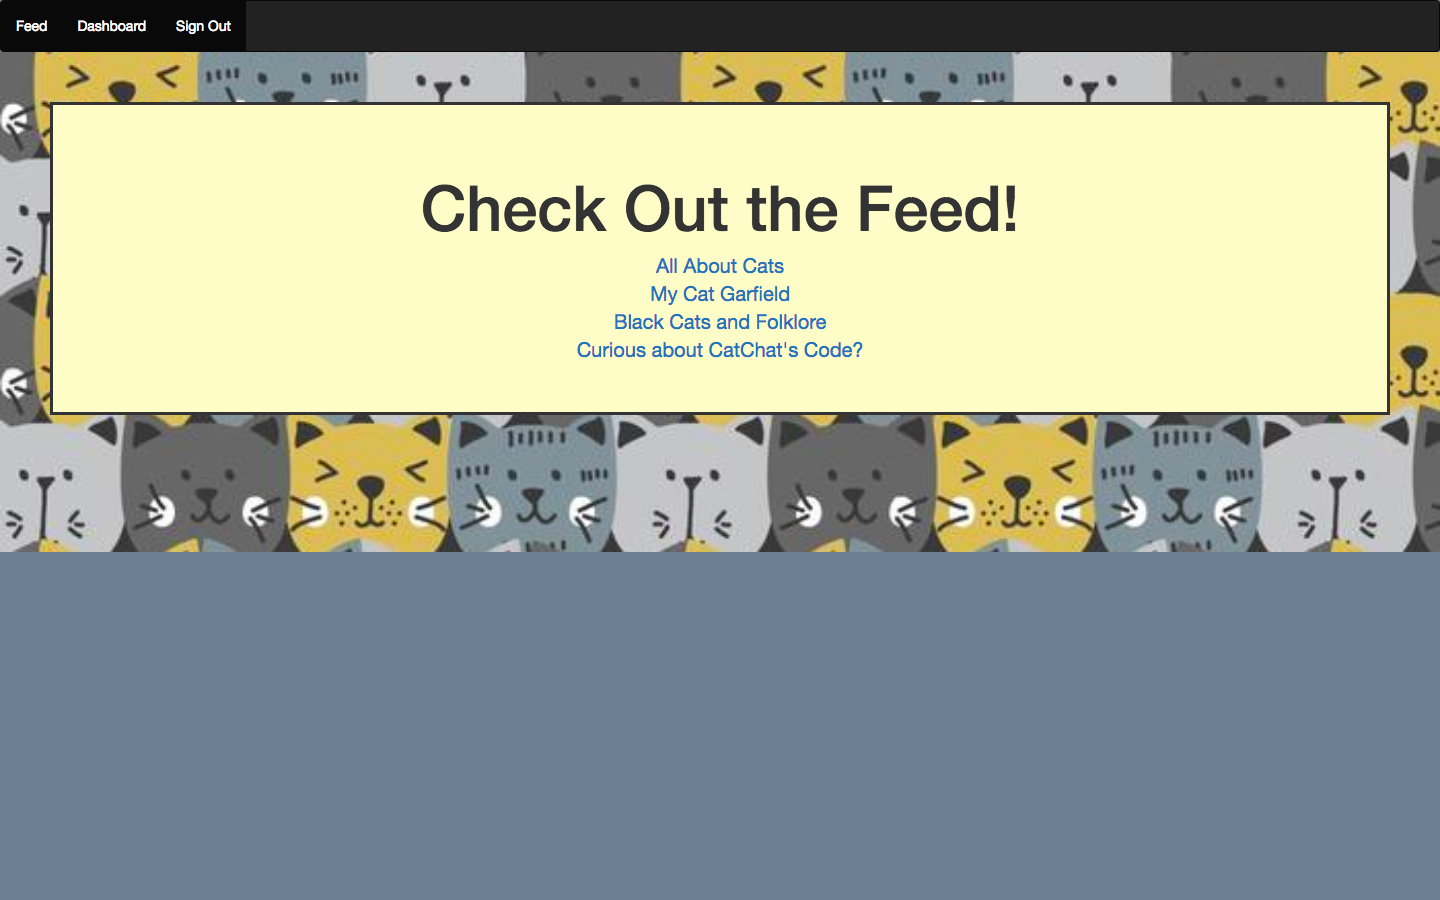 Feed Dashboard Sign Out
Check Out the Feed!
All About Cats
My Cat Garfield
Black Cats and Folklore
Curious about CatChat's Code?